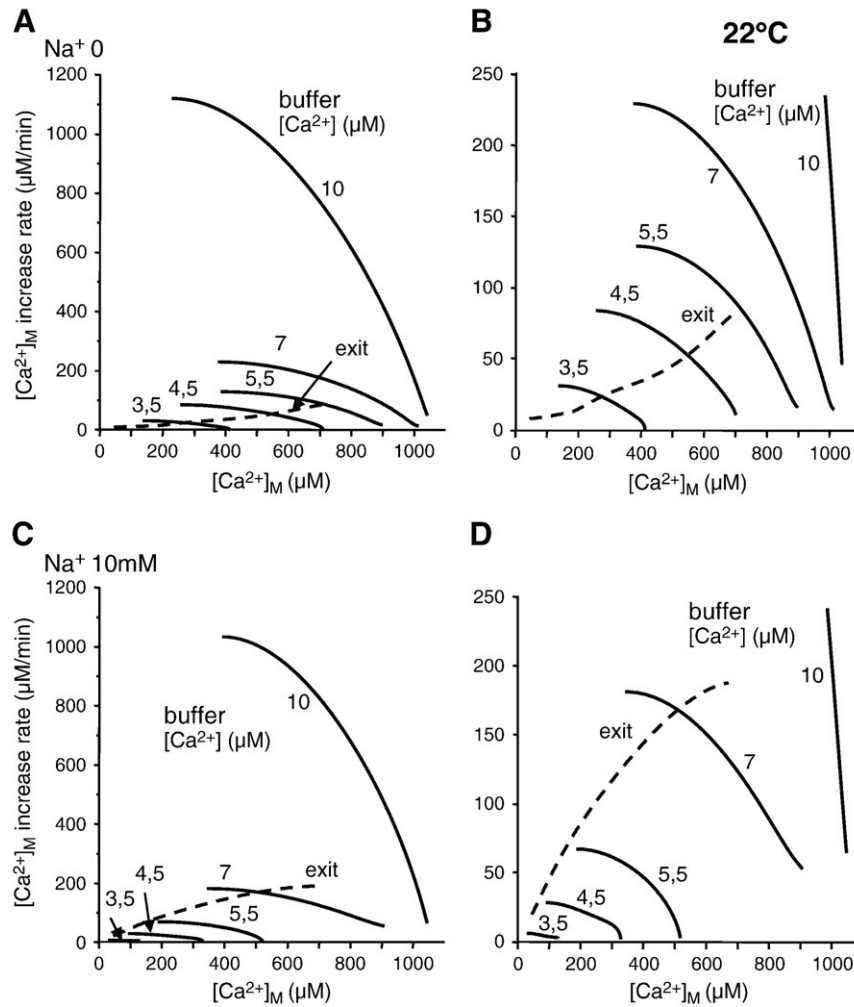 A
Na⁺ 0
1200
1000
800
600
400
200
0
[Ca²⁺]M increase rate (µM/min)
buffer
[Ca²⁺] (µM)
10
7
5,5
4,5
3,5
exit
0 200 400 600 800 1000
[Ca²⁺]M (µM)
B
22°C
250
200
150
100
50
0
buffer
[Ca²⁺] (µM)
10
7
5,5
4,5
exit
3,5
0 200 400 600 800 1000
[Ca²⁺]M (µM)
C
Na⁺ 10mM
1200
1000
800
600
400
200
0
[Ca²⁺]M increase rate (µM/min)
buffer
[Ca²⁺] (µM)
10
7
exit
4,5
3,5
5,5
0 200 400 600 800 1000
[Ca²⁺]M (µM)
D
250
200
150
100
50
0
buffer
[Ca²⁺] (µM)
10
exit
7
5,5
4,5
3,5
0 200 400 600 800 1000
[Ca²⁺]M (µM)